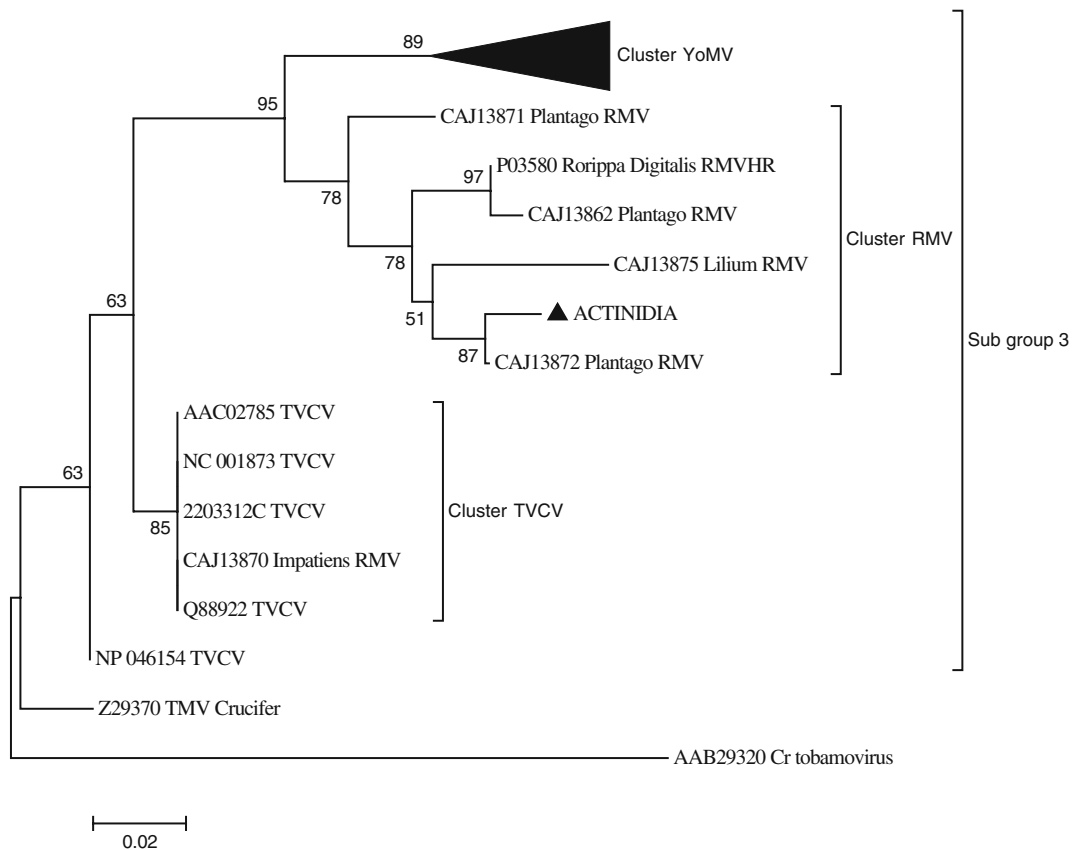 89
Cluster YoMV
95
CAJ13871 Plantago RMV
P03580 Rorippa Digitalis RMVHR
97
78
CAJ13862 Plantago RMV
Cluster RMV
78
CAJ13875 Lilium RMV
63
51
ACTINIDIA
Sub group 3
87
CAJ13872 Plantago RMV
AAC02785 TVCV
NC 001873 TVCV
63
2203312C TVCV
Cluster TVCV
85
CAJ13870 Impatiens RMV
Q88922 TVCV
NP 046154 TVCV
Z29370 TMV Crucifer
AAB29320 Cr tobamovirus
0.02